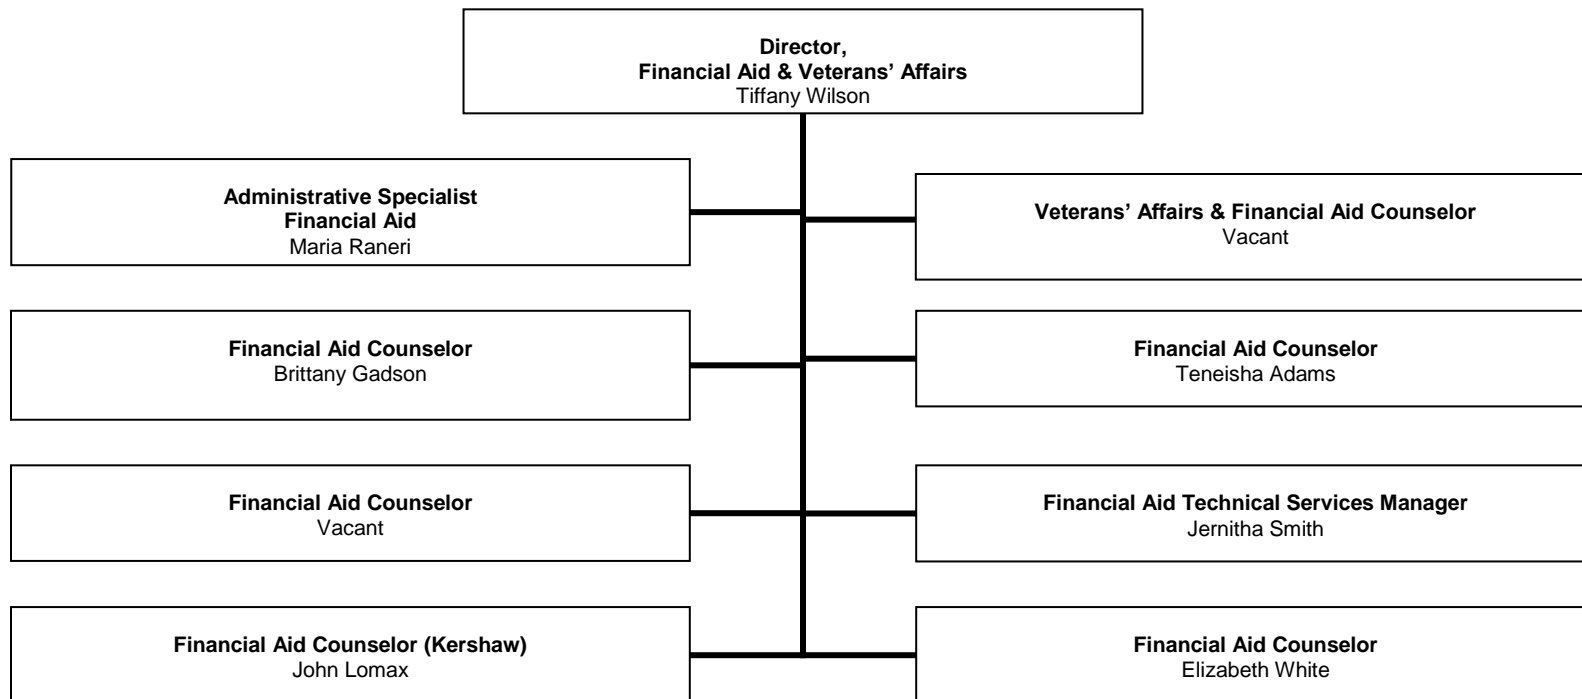 Director,
Financial Aid & Veterans’ Affairs
Tiffany Wilson
Administrative Specialist
Financial Aid
Maria Raneri
Veterans’ Affairs & Financial Aid Counselor
Vacant
Financial Aid Counselor
Brittany Gadson
Financial Aid Counselor
Teneisha Adams
Financial Aid Counselor
Vacant
Financial Aid Technical Services Manager
Jernitha Smith
Financial Aid Counselor (Kershaw)
John Lomax
Financial Aid Counselor
Elizabeth White